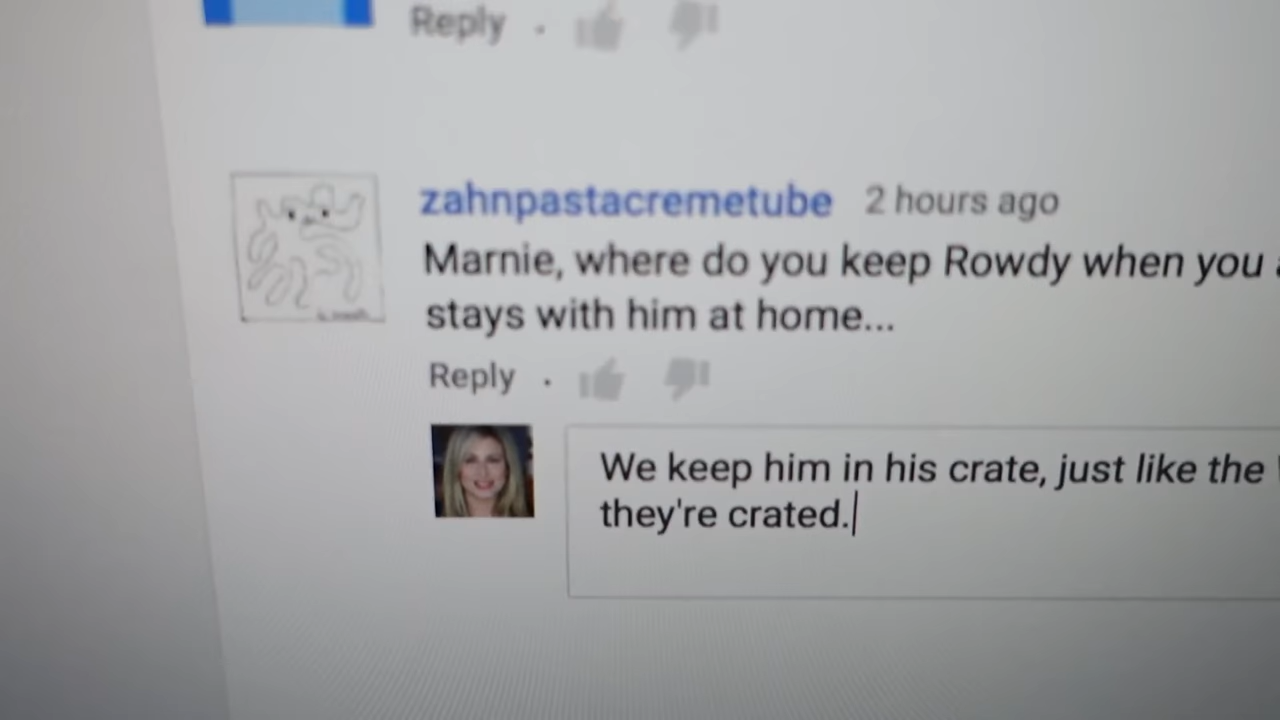 Reply ·
zahnpastacremetube 2 hours ago
Marnie, where do you keep Rowdy when you
stays with him at home...
Reply ·
We keep him in his crate, just like the
they're crated.